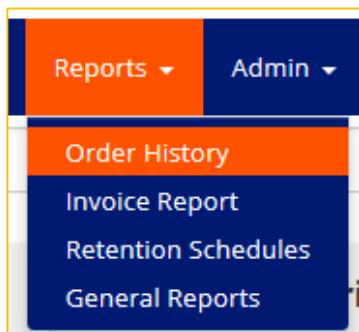 Reports Admin
Order History
Invoice Report
Retention Schedules
General Reports